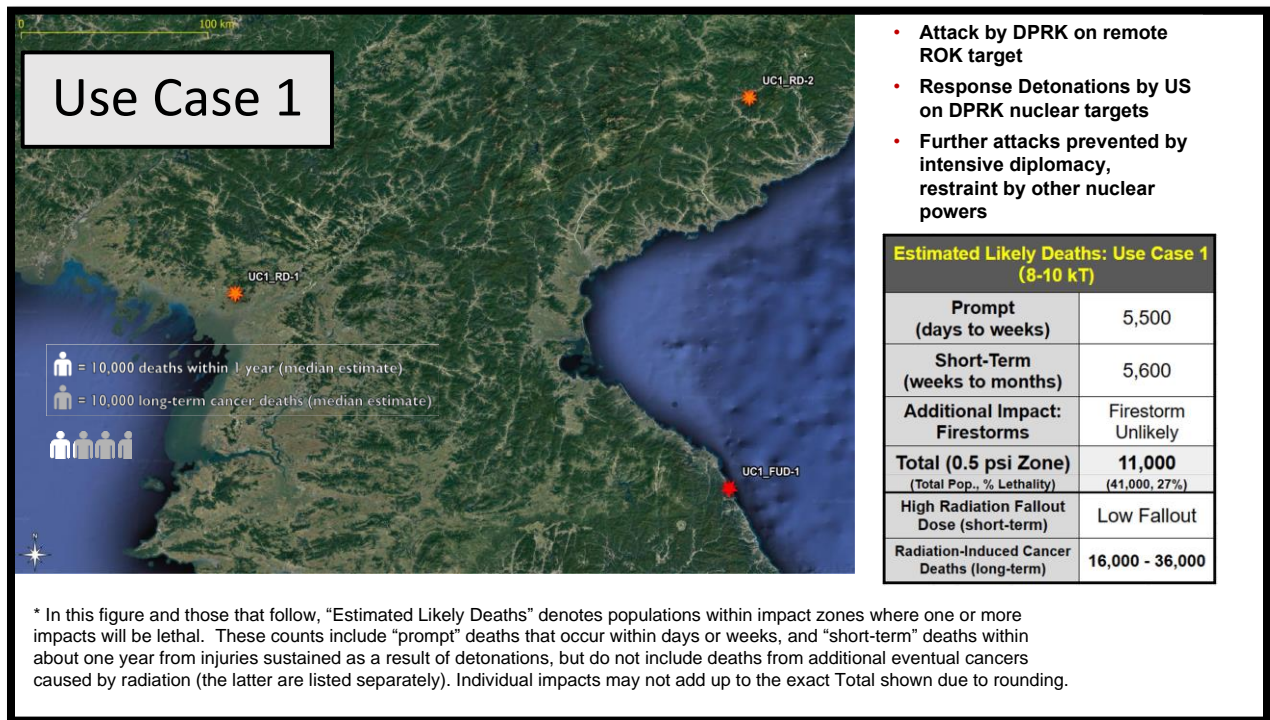 0 100 km
Use Case 1
UC1_RD-2
UC1_RD-1
= 10,000 deaths within 1 year (median estimate)
= 10,000 long-term cancer deaths (median estimate)
UC1_FUD-1
N
• Attack by DPRK on remote
ROK target
• Response Detonations by US
on DPRK nuclear targets
• Further attacks prevented by
intensive diplomacy,
restraint by other nuclear
powers
Estimated Likely Deaths: Use Case 1
(8-10 kT)
Prompt
(days to weeks)
5,500
Short-Term
(weeks to months)
5,600
Additional Impact:
Firestorms
Firestorm
Unlikely
Total (0.5 psi Zone)
(Total Pop., % Lethality)
11,000
(41,000, 27%)
High Radiation Fallout
Dose (short-term)
Low Fallout
Radiation-Induced Cancer
Deaths (long-term)
16,000 - 36,000
* In this figure and those that follow, “Estimated Likely Deaths” denotes populations within impact zones where one or more
impacts will be lethal. These counts include “prompt” deaths that occur within days or weeks, and “short-term” deaths within
about one year from injuries sustained as a result of detonations, but do not include deaths from additional eventual cancers
caused by radiation (the latter are listed separately). Individual impacts may not add up to the exact Total shown due to rounding.